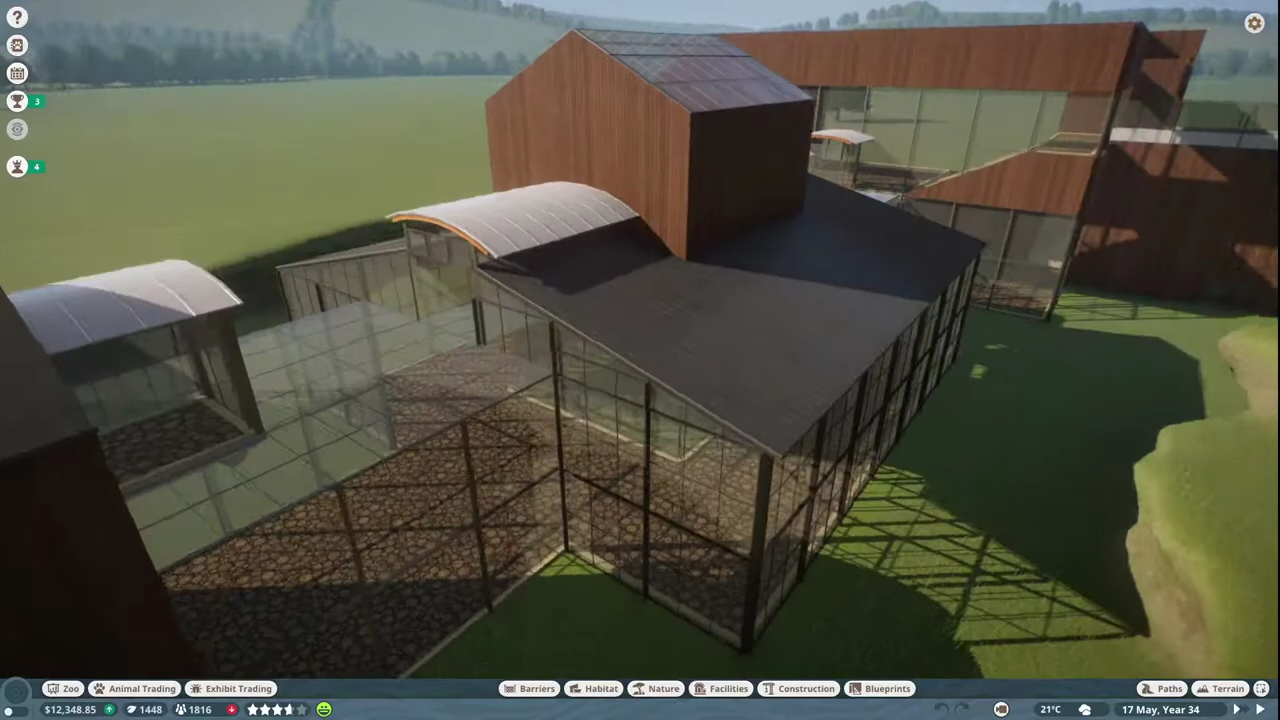 ?
3
4
Zoo Animal Trading Exhibit Trading Barriers Habitat Nature Facilities Construction Blueprints Paths Terrain
$12,348.85 1448 1816 21°C 17 May, Year 34